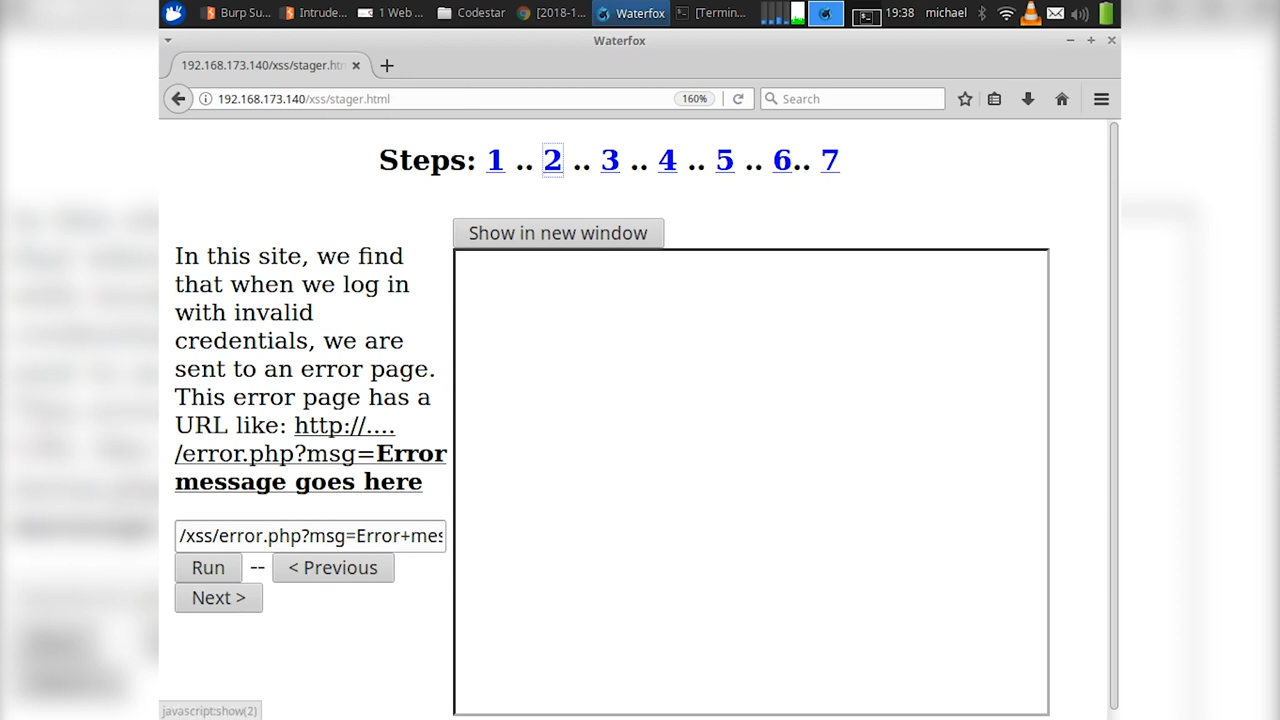 Burp Su...
Intrude...
1 Web ...
Codestar
[2018-1...
Waterfox
[Termin...
19:38
michael
Waterfox
192.168.173.140/xss/stager.htm
192.168.173.140/xss/stager.html
160%
Search
Steps: 1 .. 2 .. 3 .. 4 .. 5 .. 6.. 7
Show in new window
In this site, we find
that when we log in
with invalid
credentials, we are
sent to an error page.
This error page has a
URL like: http://....
/error.php?msg=Error
message goes here
/xss/error.php?msg=Error+mes
Run -- < Previous
Next >
javascript:show(2)